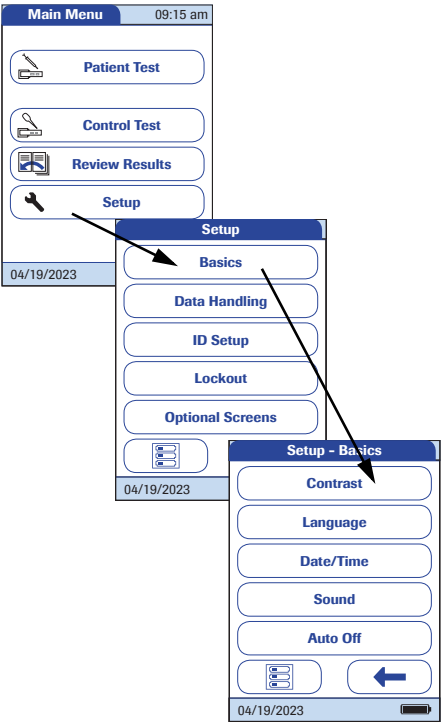 Main Menu 09:15 am
Patient Test
Control Test
Review Results
Setup
04/19/2023
Setup
Basics
Data Handling
ID Setup
Lockout
Optional Screens
04/19/2023
Setup - Basics
Contrast
Language
Date/Time
Sound
Auto Off
04/19/2023